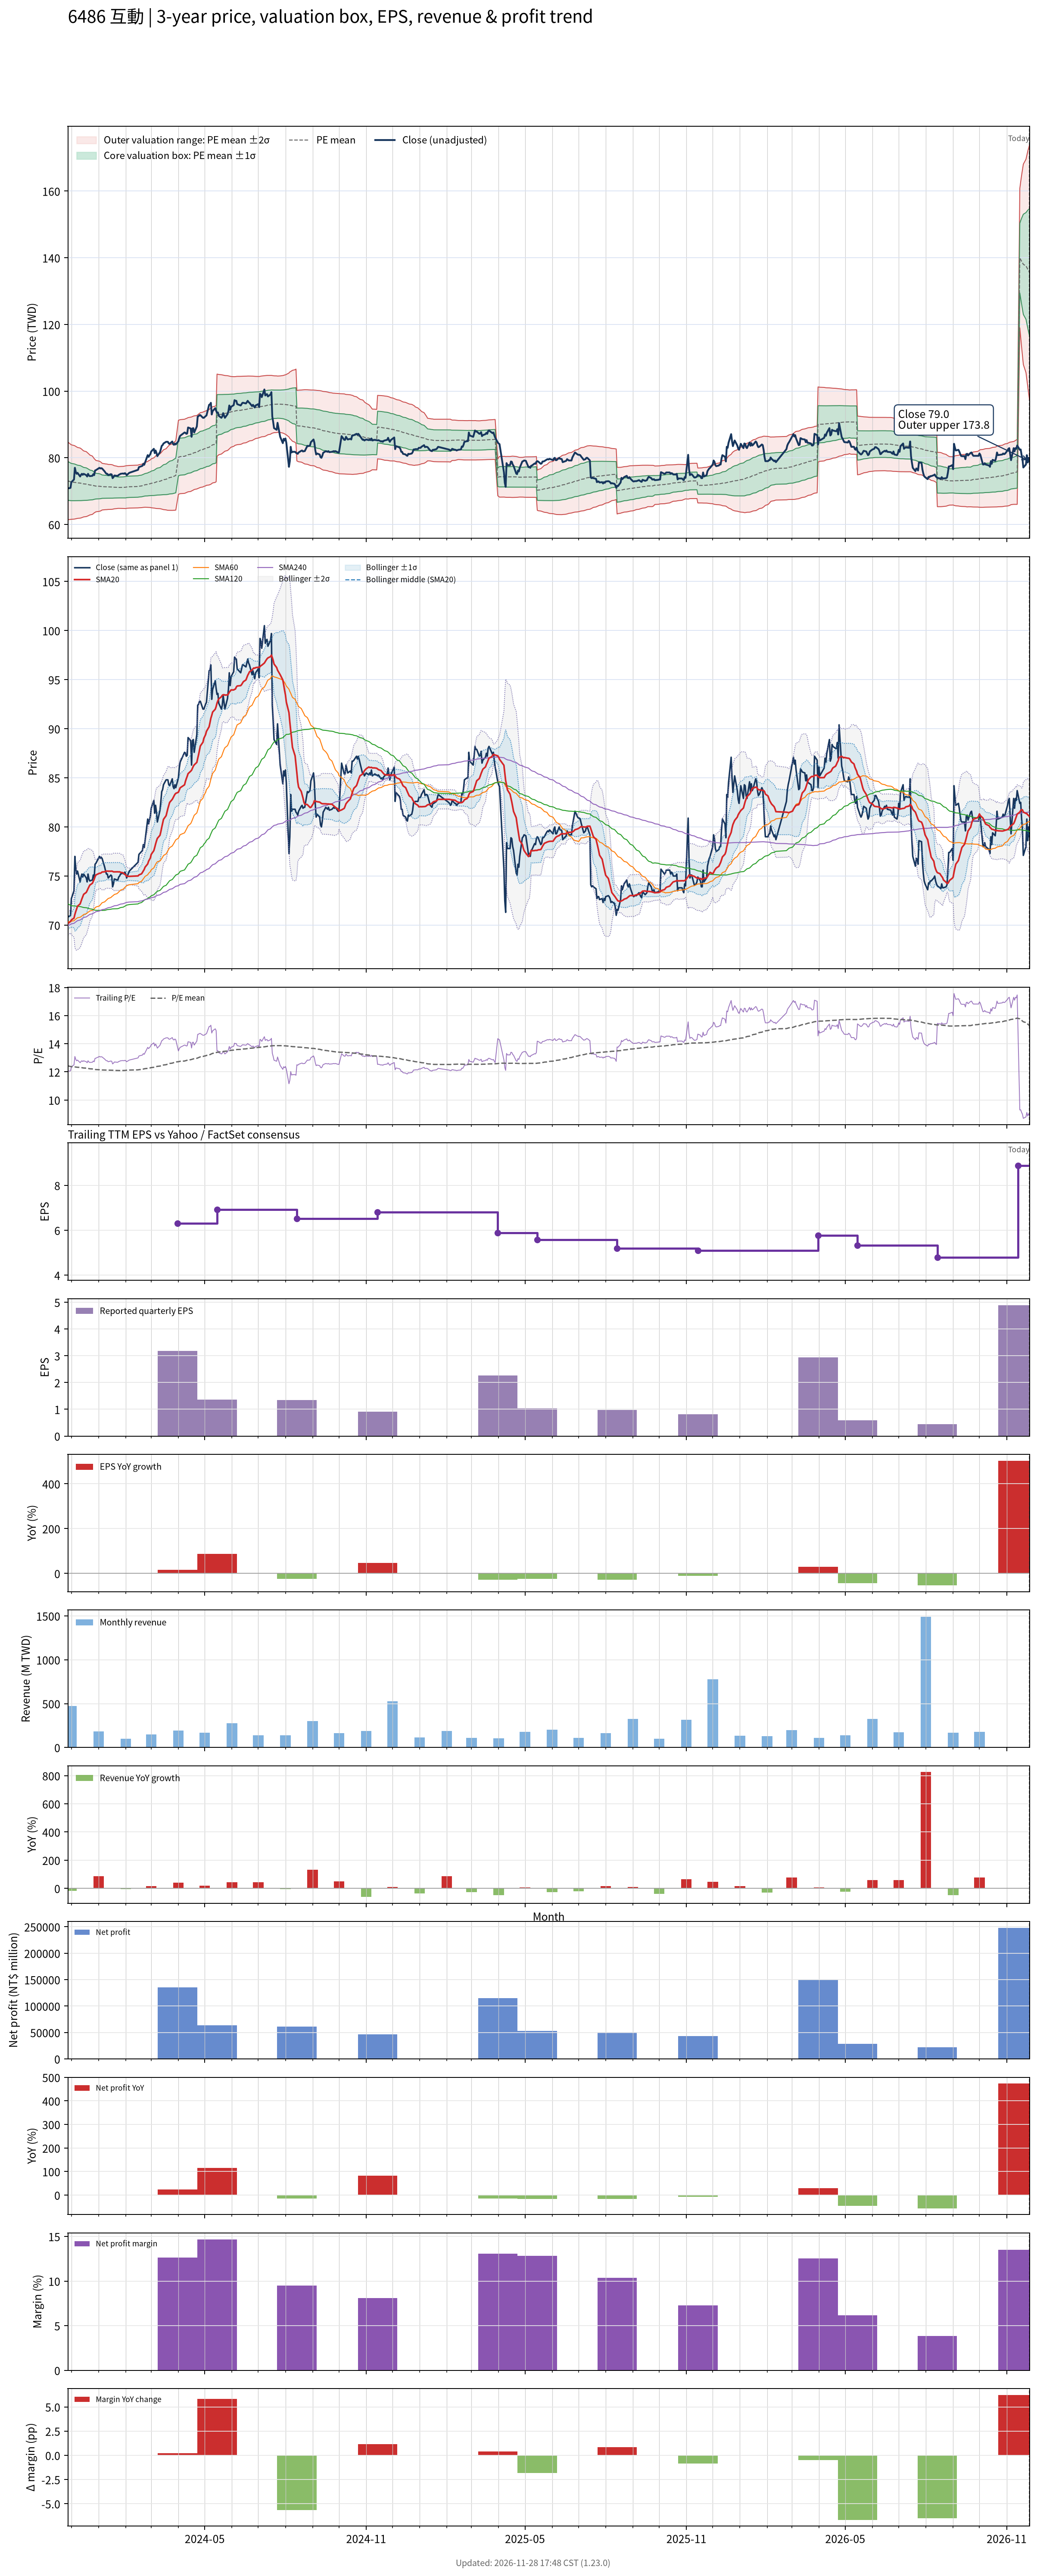 6486 互動 | 3-year price, valuation box, EPS, revenue & profit trend
Outer valuation range: PE mean ±2σ
Core valuation box: PE mean ±1σ
PE mean
Close (unadjusted)
Today
Price (TWD)
160
140
120
100
80
60
Close 79.0
Outer upper 173.8
Close (same as panel 1)
SMA20
SMA60
SMA120
SMA240
Bollinger ±2σ
Bollinger ±1σ
Bollinger middle (SMA20)
Price
105
100
95
90
85
80
75
70
Trailing P/E
P/E mean
P/E
18
16
14
12
10
Trailing TTM EPS vs Yahoo / FactSet consensus
Today
EPS
8
6
4
Reported quarterly EPS
EPS
5
4
3
2
1
0
EPS YoY growth
YoY (%)
400
200
0
Monthly revenue
Revenue (M TWD)
1500
1000
500
0
Revenue YoY growth
YoY (%)
800
600
400
200
0
Month
Net profit
Net profit (NT$ million)
250000
200000
150000
100000
50000
0
Net profit YoY
YoY (%)
500
400
300
200
100
0
Net profit margin
Margin (%)
15
10
5
0
Margin YoY change
Δ margin (pp)
5.0
2.5
0.0
-2.5
-5.0
2024-05
2024-11
2025-05
2025-11
2026-05
2026-11
Updated: 2026-11-28 17:48 CST (1.23.0)